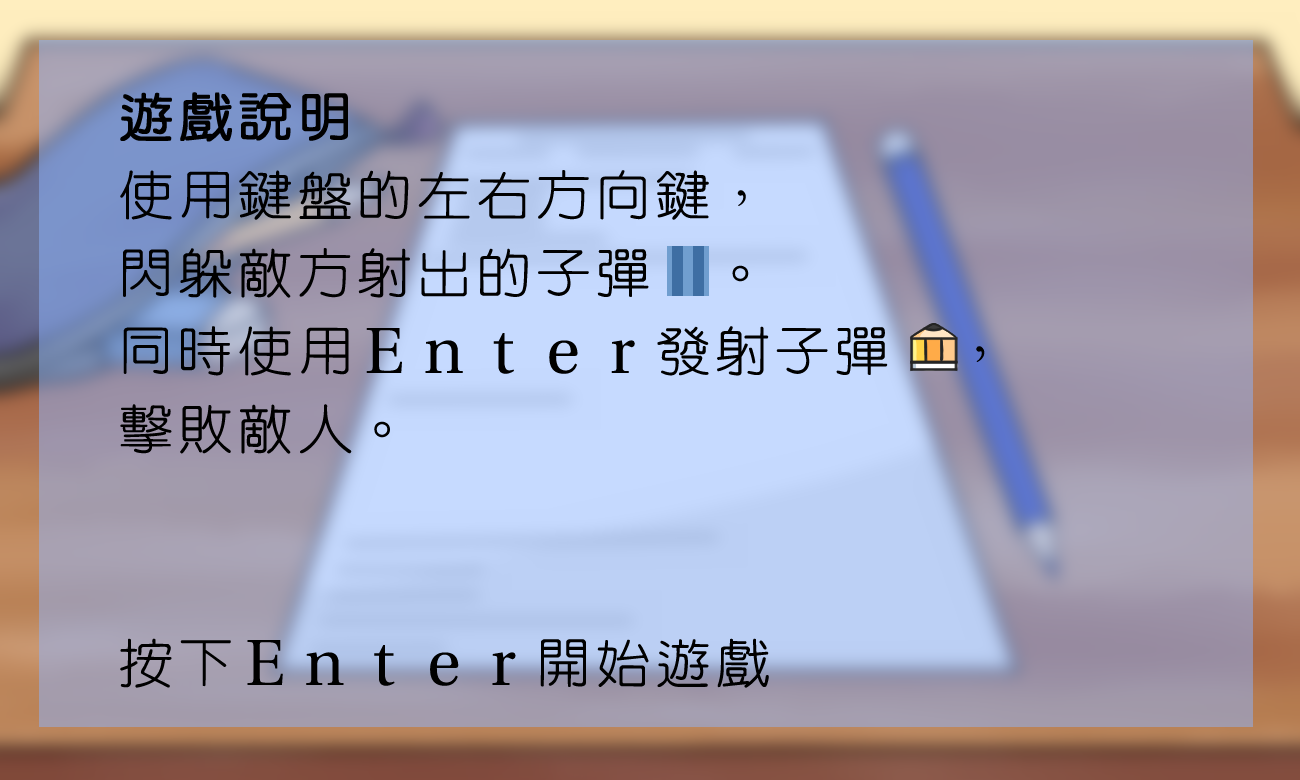 遊戲說明
使用鍵盤的左右方向鍵，
閃躲敵方射出的子彈。
同時使用Ｅｎｔｅｒ發射子彈，
擊敗敵人。
按下Ｅｎｔｅｒ開始遊戲